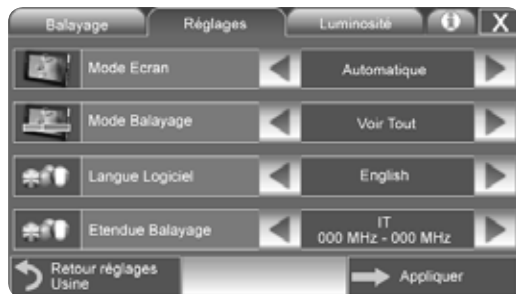 Balayage
Réglages
Luminosité
i
X
Mode Ecran
Automatique
Mode Balayage
Voir Tout
Langue Logiciel
English
Etendue Balayage
IT
000 MHz - 000 MHz
Retour réglages
Usine
Appliquer